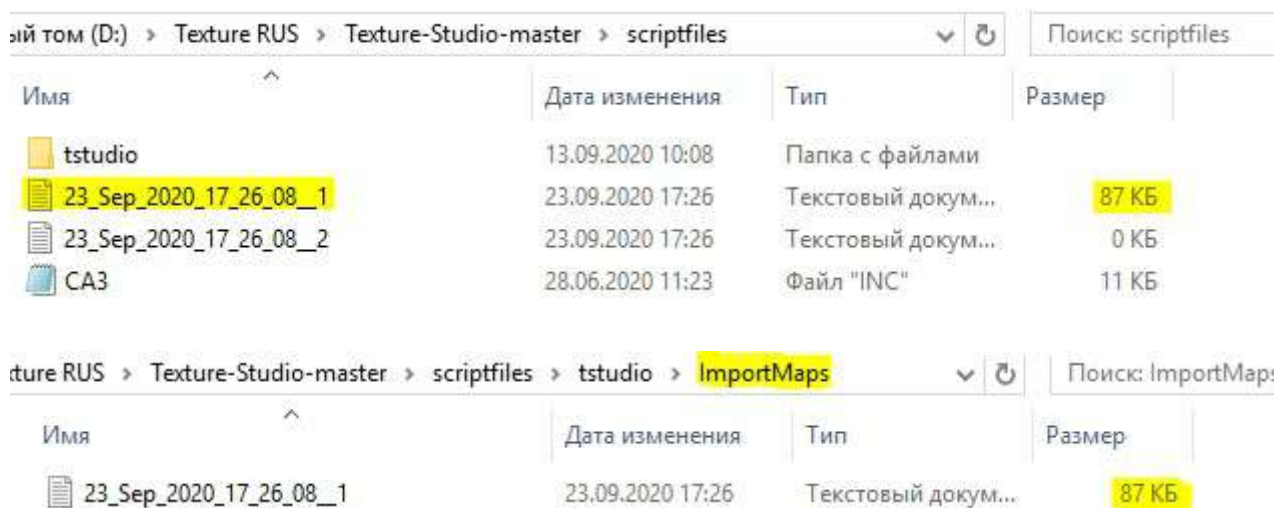 ый том (D:) > Texture RUS > Texture-Studio-master > scriptfiles Поиск: scriptfiles
Имя Дата изменения Тип Размер
tstudio 13.09.2020 10:08 Папка с файлами
23_Sep_2020_17_26_08__1 23.09.2020 17:26 Текстовый докум... 87 КБ
23_Sep_2020_17_26_08__2 23.09.2020 17:26 Текстовый докум... 0 КБ
CA3 28.06.2020 11:23 Файл "INC" 11 КБ
xture RUS > Texture-Studio-master > scriptfiles > tstudio > ImportMaps Поиск: ImportMaps
Имя Дата изменения Тип Размер
23_Sep_2020_17_26_08__1 23.09.2020 17:26 Текстовый докум... 87 КБ